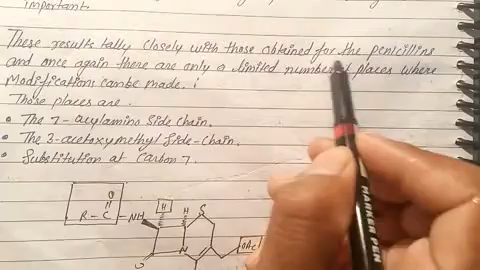 important.
These results tally closely with those obtained for the penicillins
and once again there are only a limited number of places where
modifications can be made.
Those places are.
• The 7-acylamino side chain.
• The 3-acetoxymethyl side-chain.
• Substitution at Carbon 7.
O
R-C-NH
H
H
S
N
O
OAc
MARKER PEN